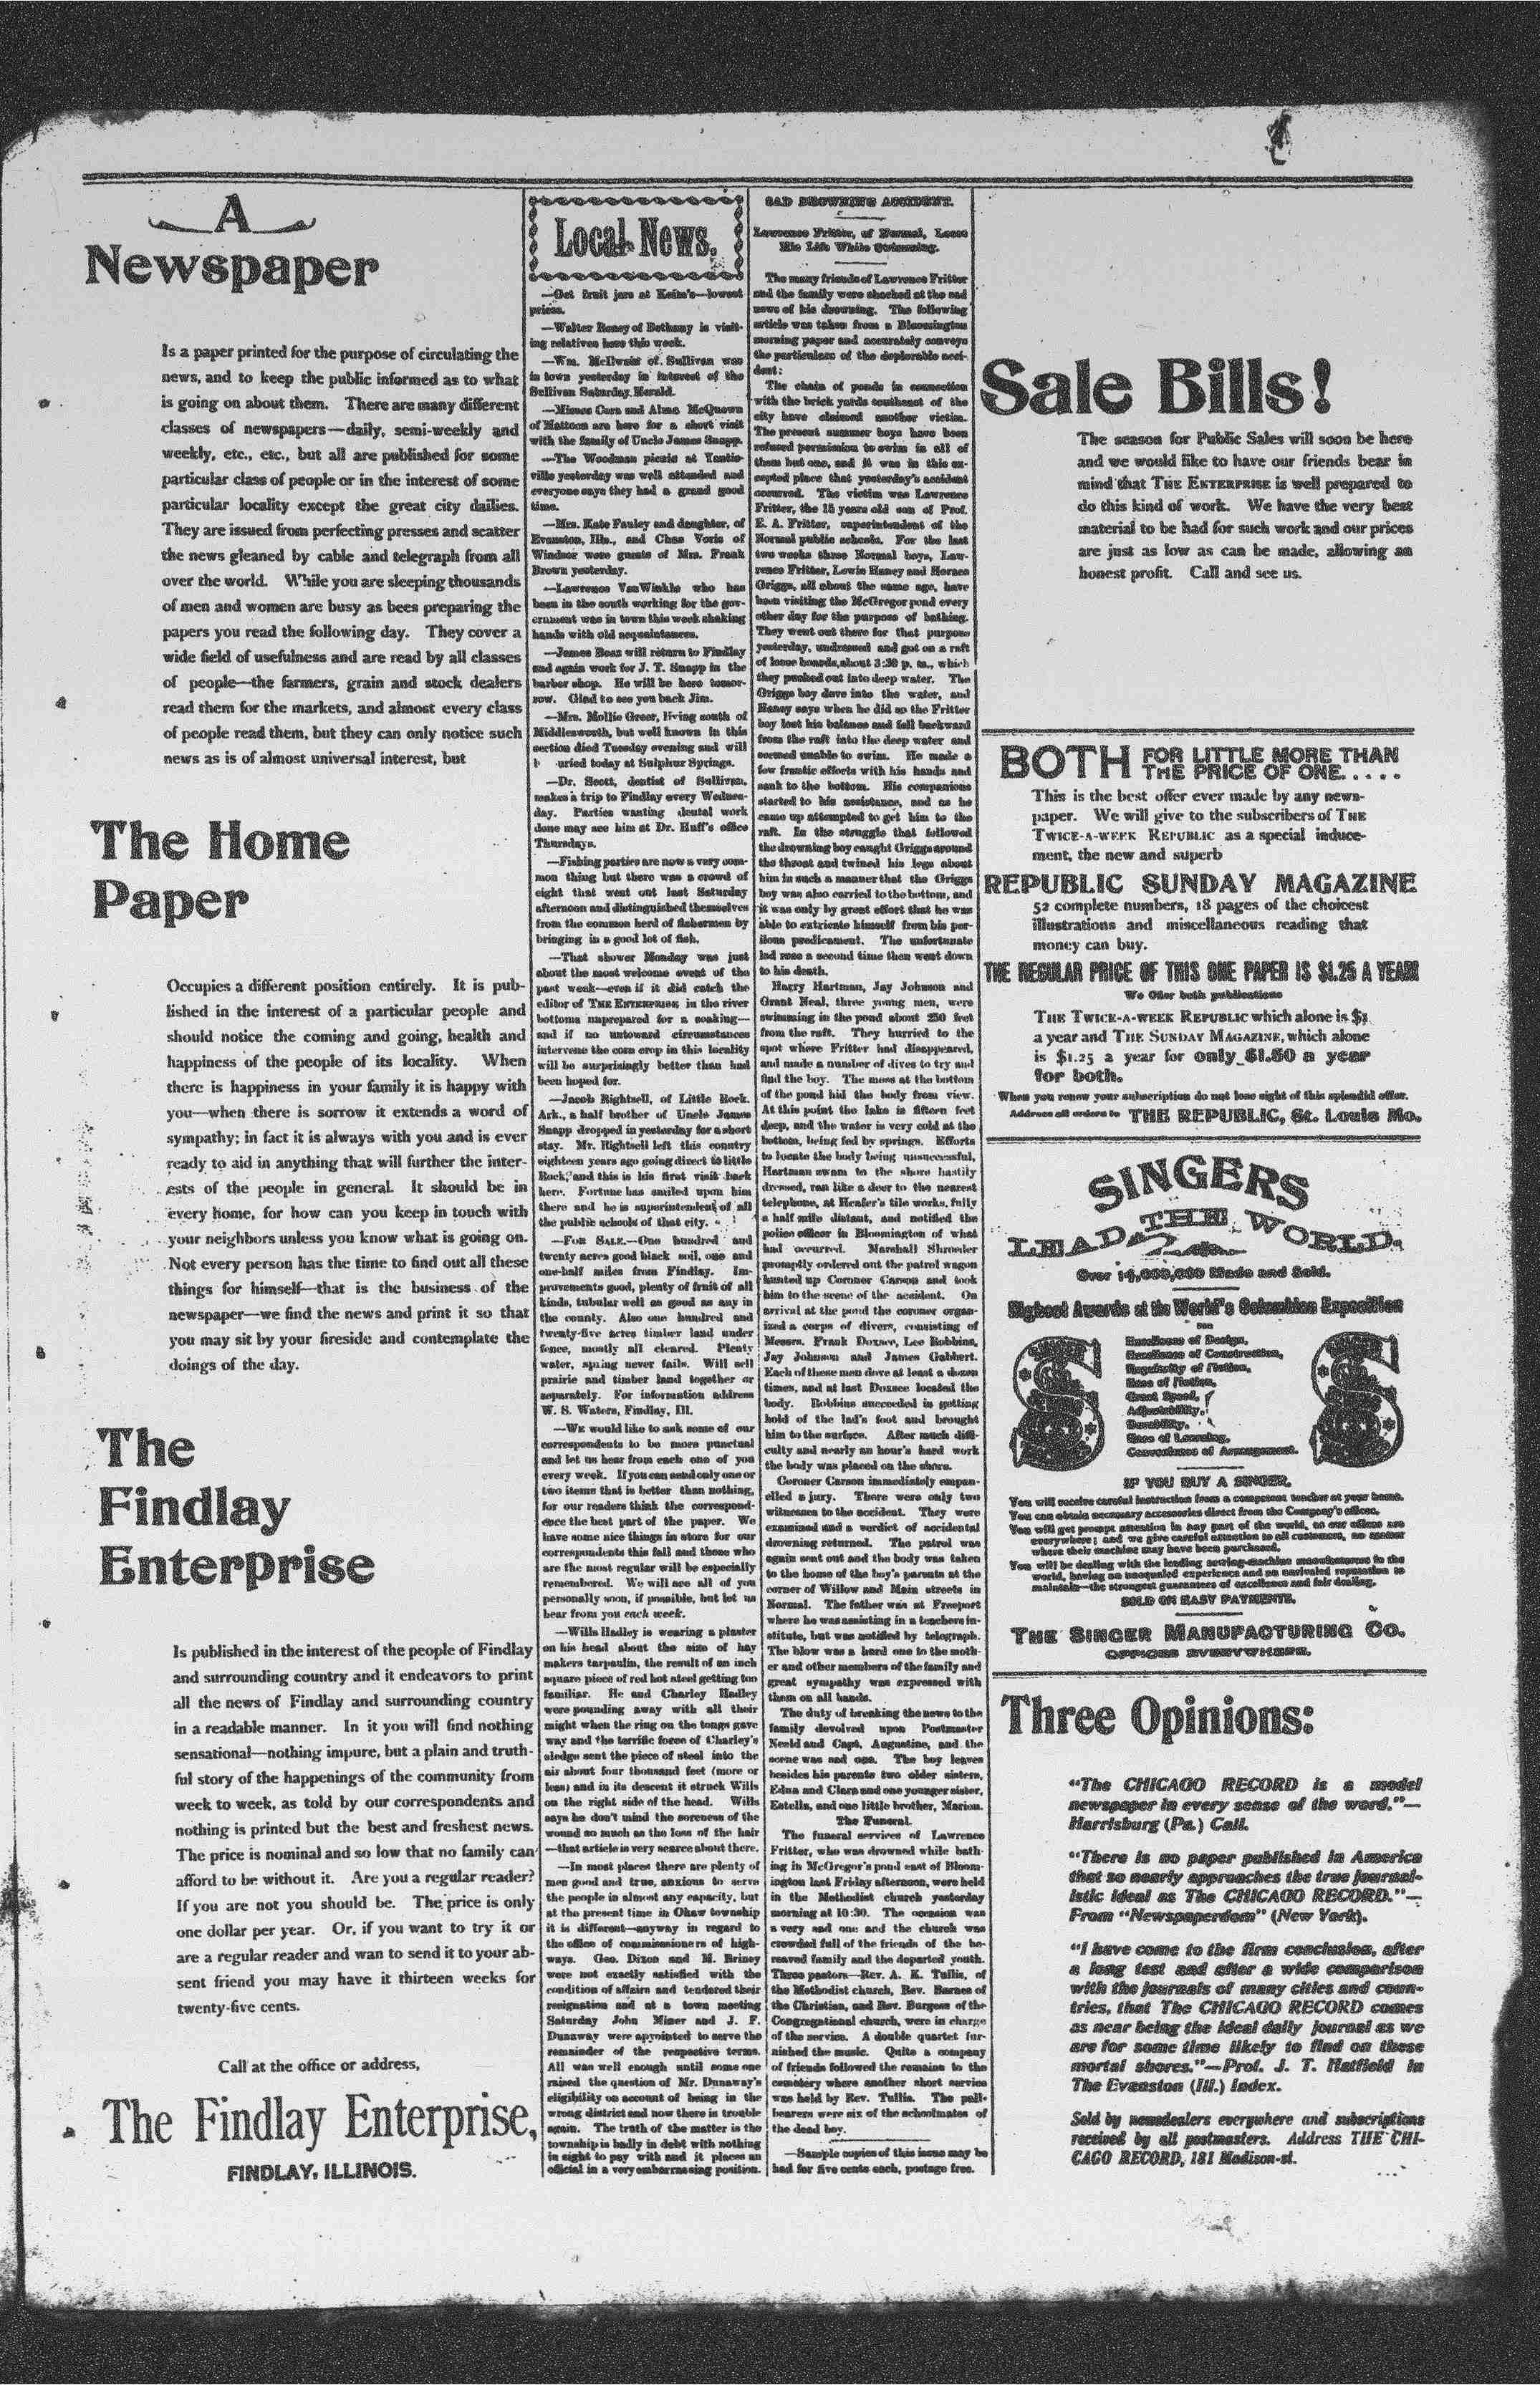 A
Newspaper
Is a paper printed for the purpose of circulating the
news, and to keep the public informed as to what
is going on about them. There are many different
classes of newspapers—daily, semi-weekly and
weekly, etc., etc., but all are published for some
particular class of people or in the interest of some
particular locality except the great city dailies.
They are issued from perfecting presses and scatter
the news gleaned by cable and telegraph from all
over the world. While you are sleeping thousands
of men and women are busy as bees preparing the
papers you read the following day. They cover a
wide field of usefulness and are read by all classes
of people—the farmers, grain and stock dealers
read them for the markets, and almost every class
of people read them, but they can only notice such
news as is of almost universal interest, but
The Home
Paper
Occupies a different position entirely. It is pub-
lished in the interest of a particular people and
should notice the coming and going, health and
happiness of the people of its locality. When
there is happiness in your family it is happy with
you—when there is sorrow it extends a word of
sympathy; in fact it is always with you and is ever
ready to aid in anything that will further the inter-
ests of the people in general. It should be in
every home, for how can you keep in touch with
your neighbors unless you know what is going on.
Not every person has the time to find out all these
things for himself—that is the business of the
newspaper—we find the news and print it so that
you may sit by your fireside and contemplate the
doings of the day.
The
Findlay
Enterprise
Is published in the interest of the people of Findlay
and surrounding country and it endeavors to print
all the news of Findlay and surrounding country
in a readable manner. In it you will find nothing
sensational—nothing impure, but a plain and truth-
ful story of the happenings of the community from
week to week, as told by our correspondents and
nothing is printed but the best and freshest news.
The price is nominal and so low that no family can
afford to be without it. Are you a regular reader?
If you are not you should be. The price is only
one dollar per year. Or, if you want to try it or
are a regular reader and wan to send it to your ab-
sent friend you may have it thirteen weeks for
twenty-five cents.
Call at the office or address,
The Findlay Enterprise,
FINDLAY, ILLINOIS.
Local News.
—Get fruit jars at Keim's—lowest
prices.
—Walter Roney of Bethany is visit-
ing relatives here this week.
—Wm. McIlwain of Sullivan was
in town yesterday in interest of the
Sullivan Saturday Herald.
—Misses Cora and Alma McQuown
of Mattoon are here for a short visit
with the family of Uncle James Snapp.
—The Woodman picnic at Yantis-
ville yesterday was well attended and
everyone says they had a grand good
time.
—Mrs. Kate Fauley and daughter, of
Evanston, Ills., and Chas Voris of
Windsor were guests of Mrs. Frank
Brown yesterday.
—Lawrence VanWinkle who has
been in the south working for the gov-
ernment was in town this week shaking
hands with old acquaintances.
—James Boss will return to Findlay
and again work for J. T. Snapp in the
barber shop. He will be here tomor-
row. Glad to see you back Jim.
—Mrs. Mollie Greer, living south of
Middlesworth, but well known in this
section died Tuesday evening and will
b uried today at Sulphur Springs.
—Dr. Scott, dentist of Sullivan,
makes a trip to Findlay every Wednes-
day. Parties wanting dental work
done may see him at Dr. Huff's office
Thursdays.
—Fishing parties are now a very com-
mon thing but there was a crowd of
eight that went out last Saturday
afternoon and distinguished themselves
from the common herd of fishermen by
bringing in a good lot of fish.
—That shower Monday was just
about the most welcome event of the
past week—even if it did catch the
editor of THE ENTERPRISE in the river
bottoms unprepared for a soaking—
and if no untoward circumstances
intervene the corn crop in this locality
will be surprisingly better than had
been hoped for.
—Jacob Rightsell, of Little Rock,
Ark., a half brother of Uncle James
Snapp dropped in yesterday for a short
stay. Mr. Rightsell left this country
eighteen years ago going direct to little
Rock, and this is his first visit back
here. Fortune has smiled upon him
there and he is superintendent of all
the public schools of that city.
—FOR SALE.—One hundred and
twenty acres good black soil, one and
one-half miles from Findlay. Im-
provements good, plenty of fruit of all
kinds, tubular well as good as any in
the county. Also one hundred and
twenty-five acres timber land under
fence, mostly all cleared. Plenty
water, spring never fails. Will sell
prairie and timber land together or
separately. For information address
W. S. Waters, Findlay, Ill.
—WE would like to ask some of our
correspondents to be more punctual
and let us hear from each one of you
every week. If you can send only one or
two items that is better than nothing,
for our readers think the correspond-
ence the best part of the paper. We
have some nice things in store for our
correspondents this fall and those who
are the most regular will be especially
remembered. We will see all of you
personally soon, if possible, but let us
hear from you each week.
—Wills Hadley is wearing a plaster
on his head about the size of hay
makers tarpaulin, the result of an inch
square piece of red hot steel getting too
familiar. He and Charley Hadley
were pounding away with all their
might when the ring on the tongs gave
way and the terrific force of Charley's
sledge sent the piece of steel into the
air about four thousand feet (more or
less) and in its descent it struck Wills
on the right side of the head. Wills
says he don't mind the soreness of the
wound so much as the loss of the hair
—that article is very scarce about there.
—In most places there are plenty of
men good and true, anxious to serve
the people in almost any capacity, but
at the present time in Okaw township
it is different—anyway in regard to
the office of commissioners of high-
ways. Geo. Dixon and M. Briney
were not exactly satisfied with the
condition of affairs and tendered their
resignation and at a town meeting
Saturday John Miner and J. F.
Dunaway were appointed to serve the
remainder of the respective terms.
All was well enough until some one
raised the question of Mr. Dunaway's
eligibility on account of being in the
wrong district and now there is trouble
again. The truth of the matter is the
township is badly in debt with nothing
in sight to pay with and it places an
official in a very embarrassing position.
SAD DROWNING ACCIDENT.
Lawrence Fritter, of Normal, Loses
His Life While Swimming.
The many friends of Lawrence Fritter
and the family were shocked at the sad
news of his drowning. The following
article was taken from a Bloomington
morning paper and accurately conveys
the particulars of the deplorable acci-
dent:
The chain of ponds in connection
with the brick yards southeast of the
city have claimed another victim.
The present summer boys have been
refused permission to swim in all of
them but one, and it was in this ex-
cepted place that yesterday's accident
occurred. The victim was Lawrence
Fritter, the 15 years old son of Prof.
E. A. Fritter, superintendent of the
Normal public schools. For the last
two weeks three Normal boys, Law-
rence Fritter, Lewis Haney and Horace
Griggs, all about the same age, have
been visiting the McGregor pond every
other day for the purpose of bathing.
They went out there for that purpose
yesterday, undressed and got on a raft
of loose boards, about 3:30 p. m., which
they pushed out into deep water. The
Griggs boy dove into the water, and
Haney says when he did so the Fritter
boy lost his balance and fell backward
from the raft into the deep water and
seemed unable to swim. He made a
few frantic efforts with his hands and
sank to the bottom. His companions
started to his assistance, and as he
came up attempted to get him to the
raft. In the struggle that followed
the drowning boy caught Griggs around
the throat and twined his legs about
him in such a manner that the Griggs
boy was also carried to the bottom, and
it was only by great effort that he was
able to extricate himself from his per-
ilous predicament. The unfortunate
lad rose a second time then went down
to his death.
Harry Hartman, Jay Johnson and
Grant Neal, three young men, were
swimming in the pond about 250 feet
from the raft. They hurried to the
spot where Fritter had disappeared,
and made a number of dives to try and
find the boy. The moss at the bottom
of the pond hid the body from view.
At this point the lake is fifteen feet
deep, and the water is very cold at the
bottom, being fed by springs. Efforts
to locate the body being unsuccessful,
Hartman swam to the shore hastily
dressed, ran like a deer to the nearest
telephone, at Heafer's tile works, fully
a half mile distant, and notified the
police officer in Bloomington of what
had occurred. Marshall Shroeder
promptly ordered out the patrol wagon
hunted up Coroner Carson and took
him to the scene of the accident. On
arrival at the pond the coroner organ-
ized a corps of divers, consisting of
Messrs. Frank Doxsee, Lee Robbins,
Jay Johnson and James Gabbert.
Each of these men dove at least a dozen
times, and at last Doxsee located the
body. Robbins succeeded in getting
hold of the lad's foot and brought
him to the surface. After much diffi-
culty and nearly an hour's hard work
the body was placed on the shore.
Coroner Carson immediately empan-
elled a jury. There were only two
witnesses to the accident. They were
examined and a verdict of accidental
drowning returned. The patrol was
again sent out and the body was taken
to the home of the boy's parents at the
corner of Willow and Main streets in
Normal. The father was at Freeport
where he was assisting in a teachers in-
stitute, but was notified by telegraph.
The blow was a hard one to the moth-
er and other members of the family and
great sympathy was expressed with
them on all hands.
The duty of breaking the news to the
family devolved upon Postmaster
Neeld and Capt. Augustine, and the
scene was a sad one. The boy leaves
besides his parents two older sisters,
Edna and Clara and one younger sister,
Estella, and one little brother, Marion.
The Funeral.
The funeral services of Lawrence
Fritter, who was drowned while bath-
ing in McGregor's pond east of Bloom-
ington last Friday afternoon, were held
in the Methodist church yesterday
morning at 10:30. The occasion was
a very sad one and the church was
crowded full of the friends of the be-
reaved family and the departed youth.
Three pastors—Rev. A. K. Tullis, of
the Methodist church, Rev. Barnes of
the Christian, and Rev. Burgess of the
Congregational church, were in charge
of the service. A double quartet fur-
nished the music. Quite a company
of friends followed the remains to the
cemetery where another short service
was held by Rev. Tullis. The pall-
bearers were six of the schoolmates of
the dead boy.
—Sample copies of this issue may be
had for five cents each, postage free.
Sale Bills!
The season for Public Sales will soon be here
and we would like to have our friends bear in
mind that THE ENTERPRISE is well prepared to
do this kind of work. We have the very best
material to be had for such work and our prices
are just as low as can be made, allowing an
honest profit. Call and see us.
BOTH FOR LITTLE MORE THAN
THE PRICE OF ONE.....
This is the best offer ever made by any news-
paper. We will give to the subscribers of THE
TWICE-A-WEEK REPUBLIC as a special induce-
ment, the new and superb
REPUBLIC SUNDAY MAGAZINE
52 complete numbers, 18 pages of the choicest
illustrations and miscellaneous reading that
money can buy.
THE REGULAR PRICE OF THIS ONE PAPER IS $1.25 A YEAR!
We Offer both publications
THE TWICE-A-WEEK REPUBLIC which alone is $1
a year and THE SUNDAY MAGAZINE, which alone
is $1.25 a year for only $1.50 a year
for both.
When you renew your subscription do not lose sight of this splendid offer.
Address all orders to THE REPUBLIC, St. Louis Mo.
SINGERS
LEAD THE WORLD.
Over 14,000,000 Made and Sold.
Highest Awards at the World's Columbian Exposition
FOR
Excellence of Design,
Excellence of Construction,
Regularity of Motion,
Ease of Motion,
Great Speed,
Adjustability,
Durability,
Ease of Learning,
Convenience of Arrangement.
IF YOU BUY A SINGER,
You will receive careful instruction from a competent teacher at your home.
You can obtain necessary accessories direct from the Company's offices.
You will get prompt attention in any part of the world, as our offices are
everywhere; and we give careful attention to all customers, no matter
where their machine may have been purchased.
You will be dealing with the leading sewing-machine manufacturers in the
world, having an unequaled experience and an unrivaled reputation to
maintain—the strongest guarantees of excellence and fair dealing.
SOLD ON EASY PAYMENTS.
THE SINGER MANUFACTURING CO.
OFFICES EVERYWHERE.
Three Opinions:
"The CHICAGO RECORD is a model
newspaper in every sense of the word."—
Harrisburg (Pa.) Call.
"There is no paper published in America
that so nearly approaches the true journal-
istic ideal as The CHICAGO RECORD."—
From "Newspaperdom" (New York).
"I have come to the firm conclusion, after
a long test and after a wide comparison
with the journals of many cities and coun-
tries, that The CHICAGO RECORD comes
as near being the ideal daily journal as we
are for some time likely to find on these
mortal shores."—Prof. J. T. Hatfield in
The Evanston (Ill.) Index.
Sold by newsdealers everywhere and subscriptions
received by all postmasters. Address THE CHI-
CAGO RECORD, 181 Madison-st.